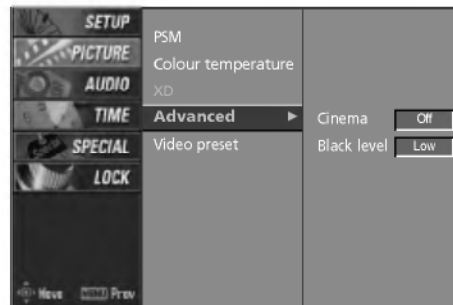 SETUP
PICTURE
AUDIO
TIME
SPECIAL
LOCK
Move MENU Prev
PSM
Colour temperature
XD
Advanced ▶
Video preset
Cinema Off
Black level Low